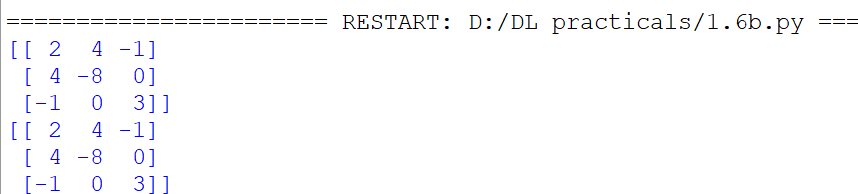 ======================= RESTART: D:/DL practicals/1.6b.py ===
[[ 2  4 -1]
 [ 4 -8  0]
 [-1  0  3]]
[[ 2  4 -1]
 [ 4 -8  0]
 [-1  0  3]]